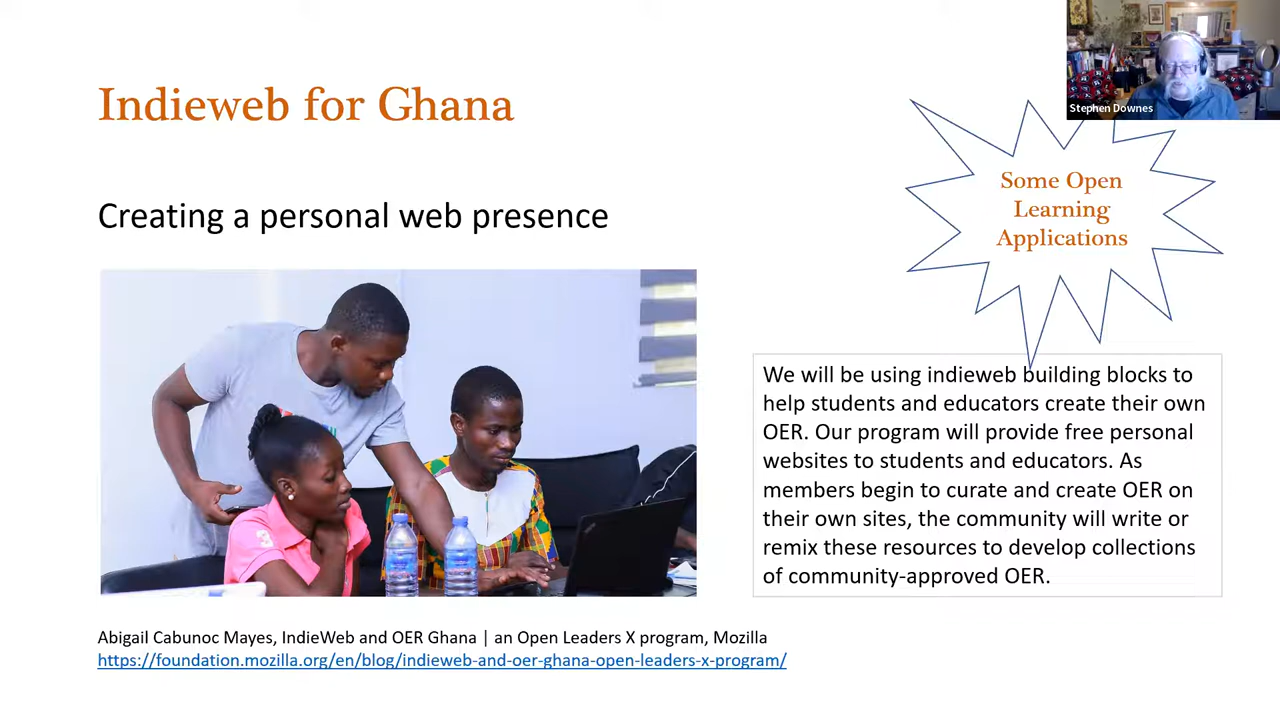 Indieweb for Ghana
Stephen Downes
Some Open
Learning
Applications
Creating a personal web presence
We will be using indieweb building blocks to
help students and educators create their own
OER. Our program will provide free personal
websites to students and educators. As
members begin to curate and create OER on
their own sites, the community will write or
remix these resources to develop collections
of community-approved OER.
Abigail Cabunoc Mayes, IndieWeb and OER Ghana | an Open Leaders X program, Mozilla
https://foundation.mozilla.org/en/blog/indieweb-and-oer-ghana-open-leaders-x-program/